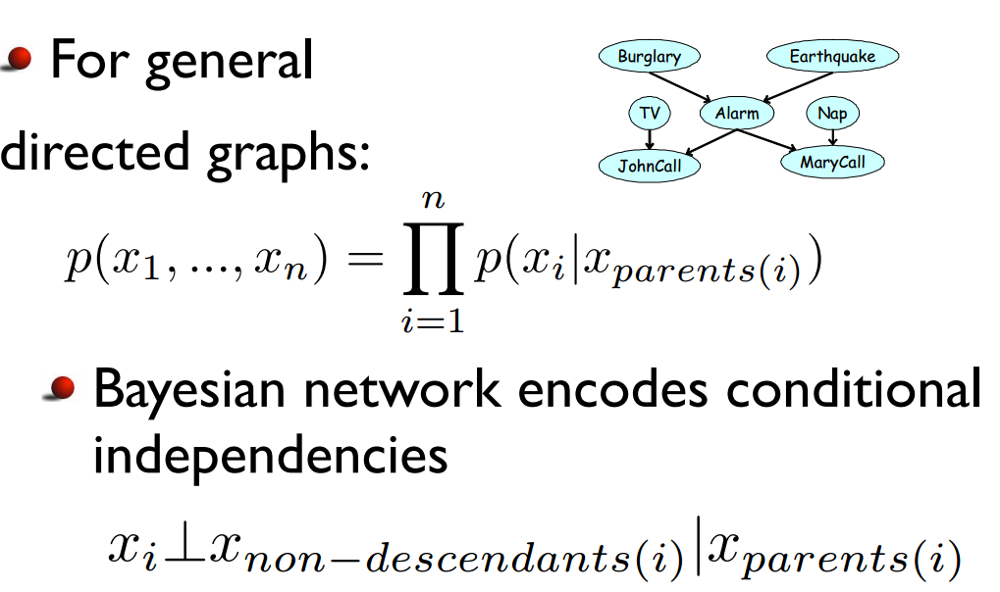 For general
Burglary
Earthquake
directed graphs:
TV
Alarm
Nap
JohnCall
MaryCall
p(x_1, ..., x_n) = \prod_{i=1}^{n} p(x_i|x_{parents(i)})
Bayesian network encodes conditional
independencies
x_i ⊥ x_{non-descendants(i)}|x_{parents(i)}